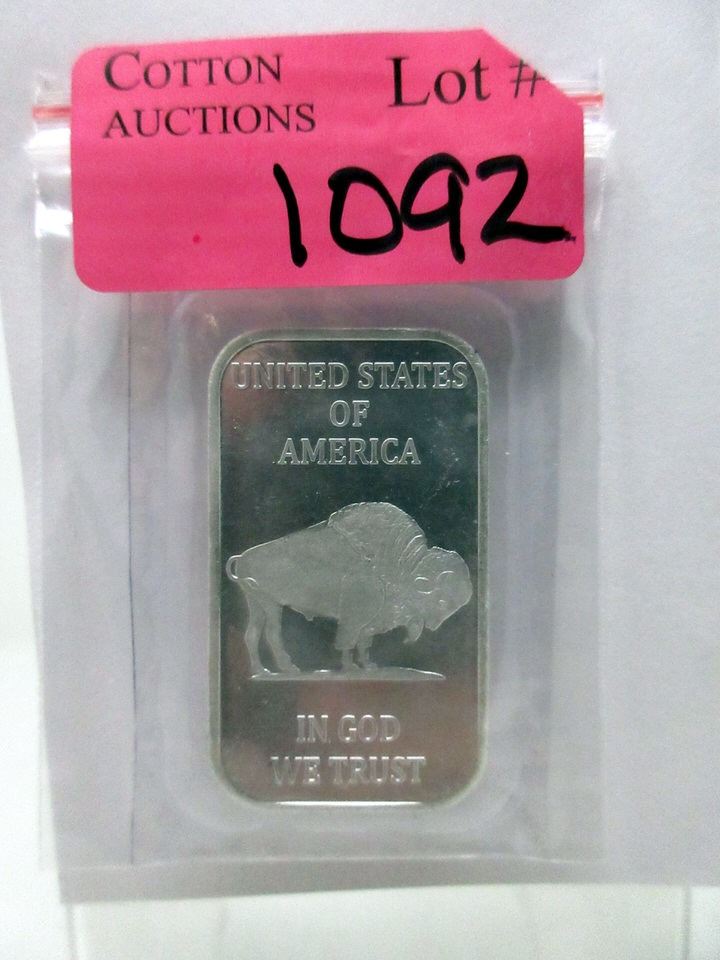 COTTON
AUCTIONS
Lot #
1092
UNITED STATES
OF
AMERICA
IN GOD
WE TRUST